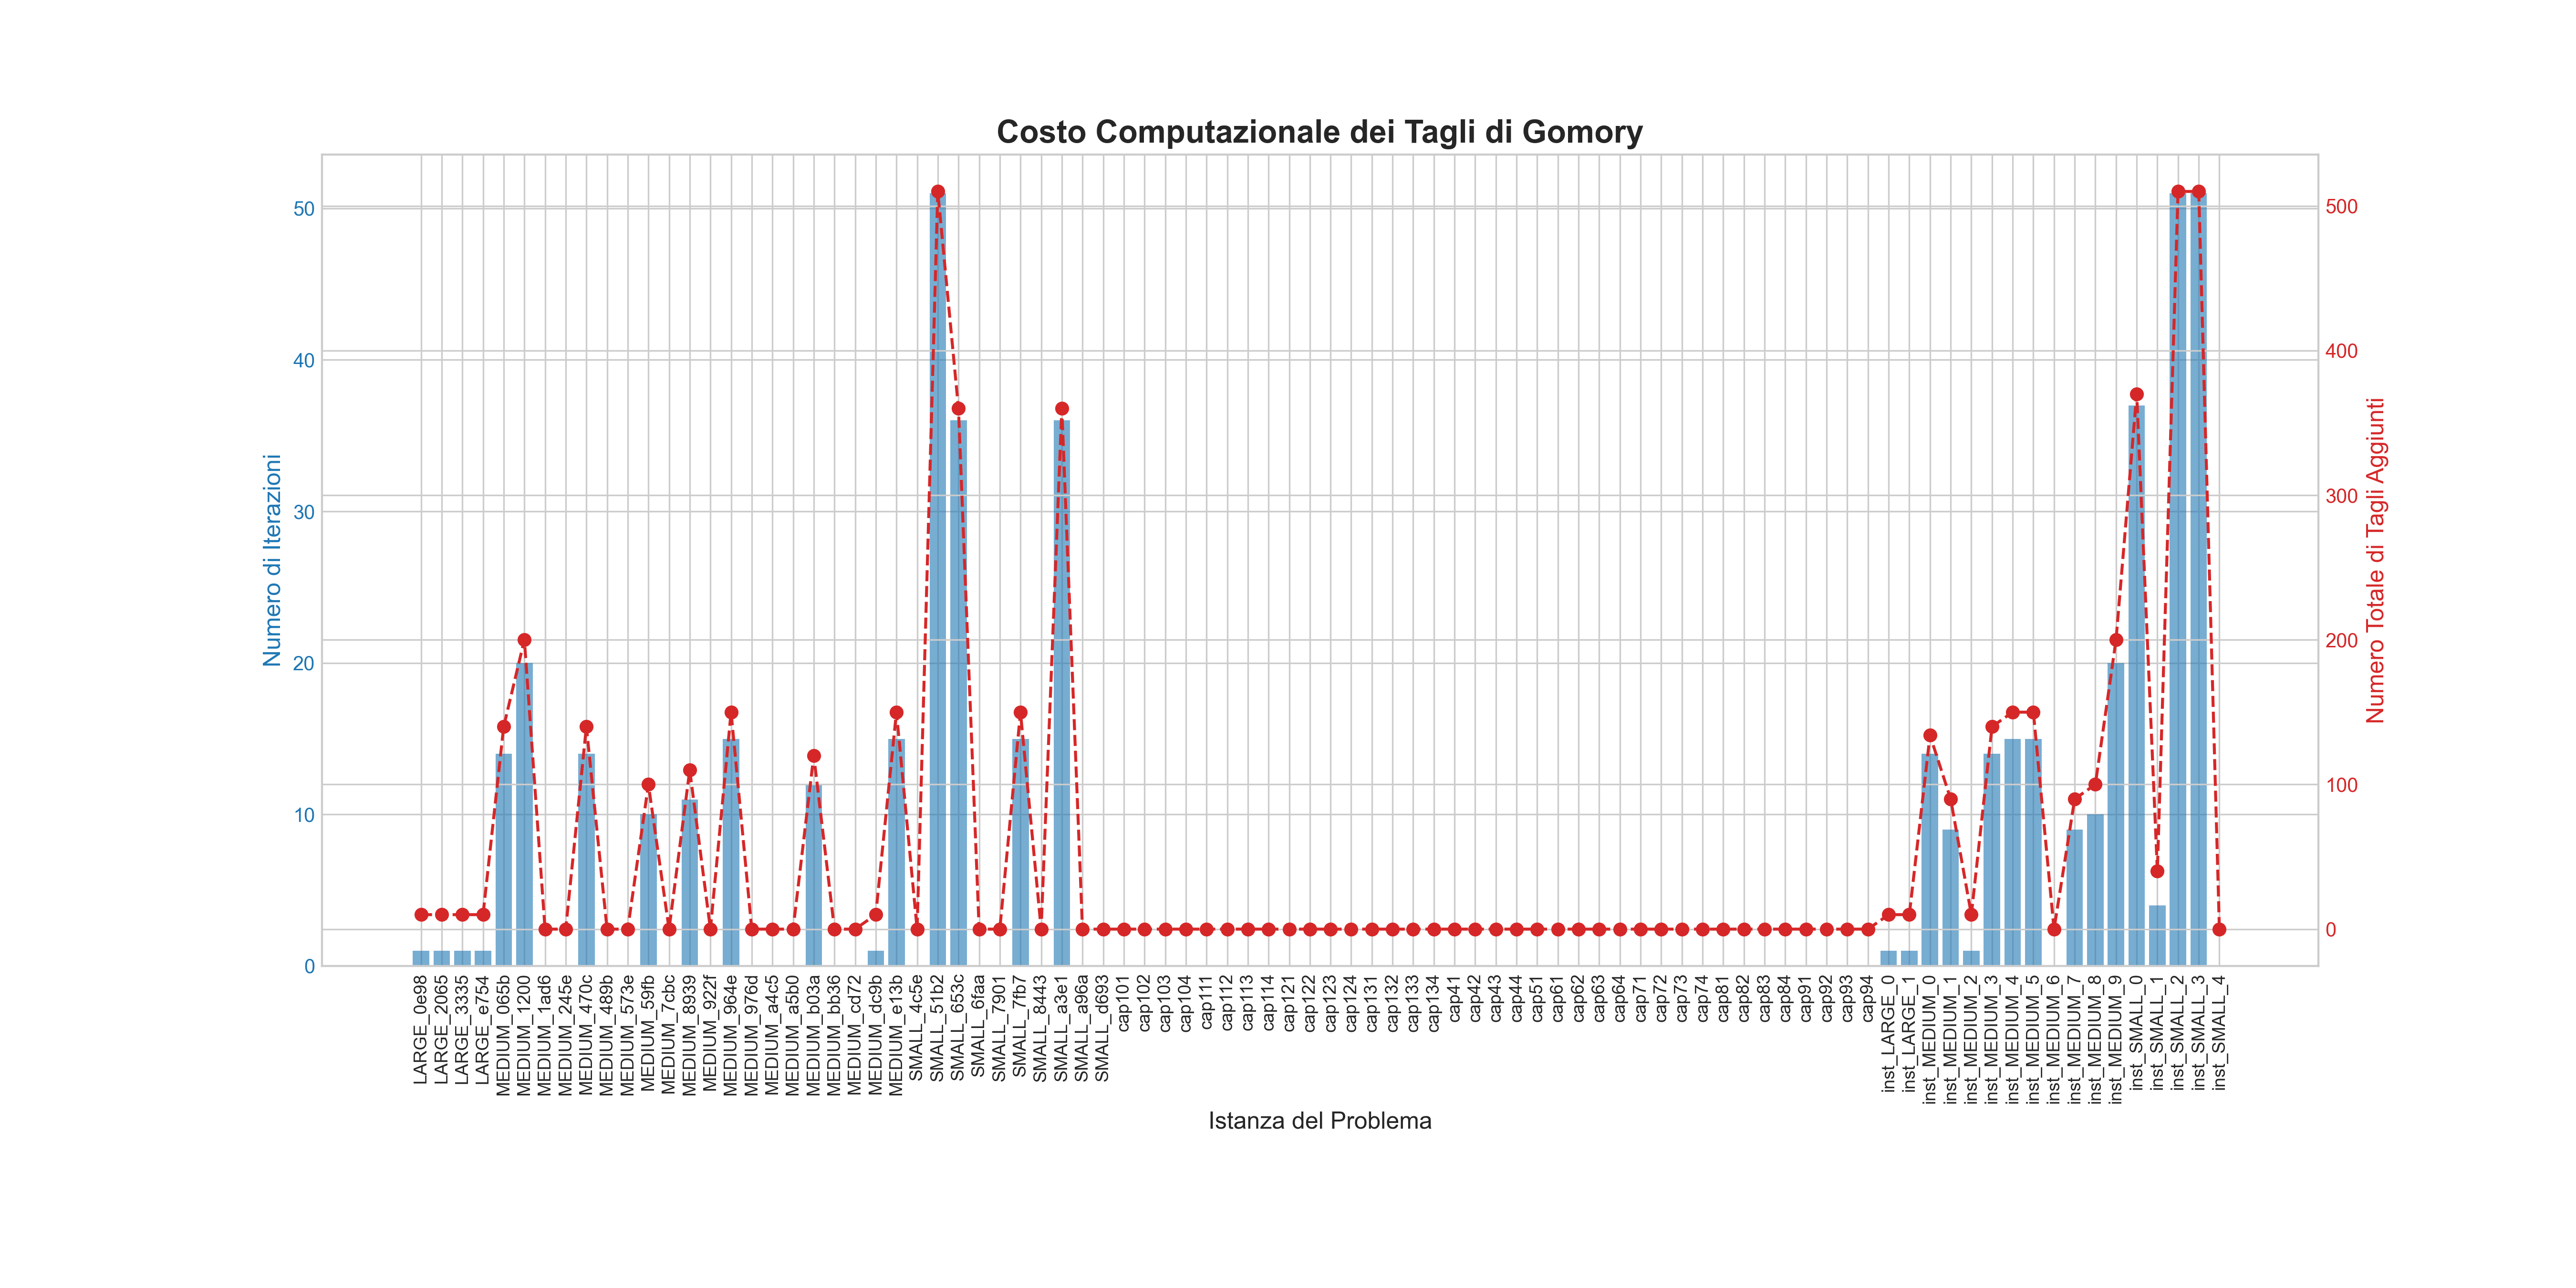 Costo Computazionale dei Tagli di Gomory
Numero di Iterazioni
50
40
30
20
10
0
Numero Totale di Tagli Aggiunti
500
400
300
200
100
0
LARGE_0e98
LARGE_2065
LARGE_3335
LARGE_e754
MEDIUM_065b
MEDIUM_1200
MEDIUM_1ad6
MEDIUM_245e
MEDIUM_470c
MEDIUM_489b
MEDIUM_573e
MEDIUM_59fb
MEDIUM_7cbc
MEDIUM_8939
MEDIUM_922f
MEDIUM_964e
MEDIUM_976d
MEDIUM_a4c5
MEDIUM_a5b0
MEDIUM_b03a
MEDIUM_bb36
MEDIUM_cd72
MEDIUM_dc9b
MEDIUM_e13b
SMALL_4c5e
SMALL_51b2
SMALL_653c
SMALL_6faa
SMALL_7901
SMALL_7fb7
SMALL_8443
SMALL_a3e1
SMALL_a96a
SMALL_d693
cap101
cap102
cap103
cap104
cap111
cap112
cap113
cap114
cap121
cap122
cap123
cap124
cap131
cap132
cap133
cap134
cap41
cap42
cap43
cap44
cap51
cap61
cap62
cap63
cap64
cap71
cap72
cap73
cap74
cap81
cap82
cap83
cap84
cap91
cap92
cap93
cap94
inst_LARGE_0
inst_LARGE_1
inst_MEDIUM_0
inst_MEDIUM_1
inst_MEDIUM_2
inst_MEDIUM_3
inst_MEDIUM_4
inst_MEDIUM_5
inst_MEDIUM_6
inst_MEDIUM_7
inst_MEDIUM_8
inst_MEDIUM_9
inst_SMALL_0
inst_SMALL_1
inst_SMALL_2
inst_SMALL_3
inst_SMALL_4
Istanza del Problema